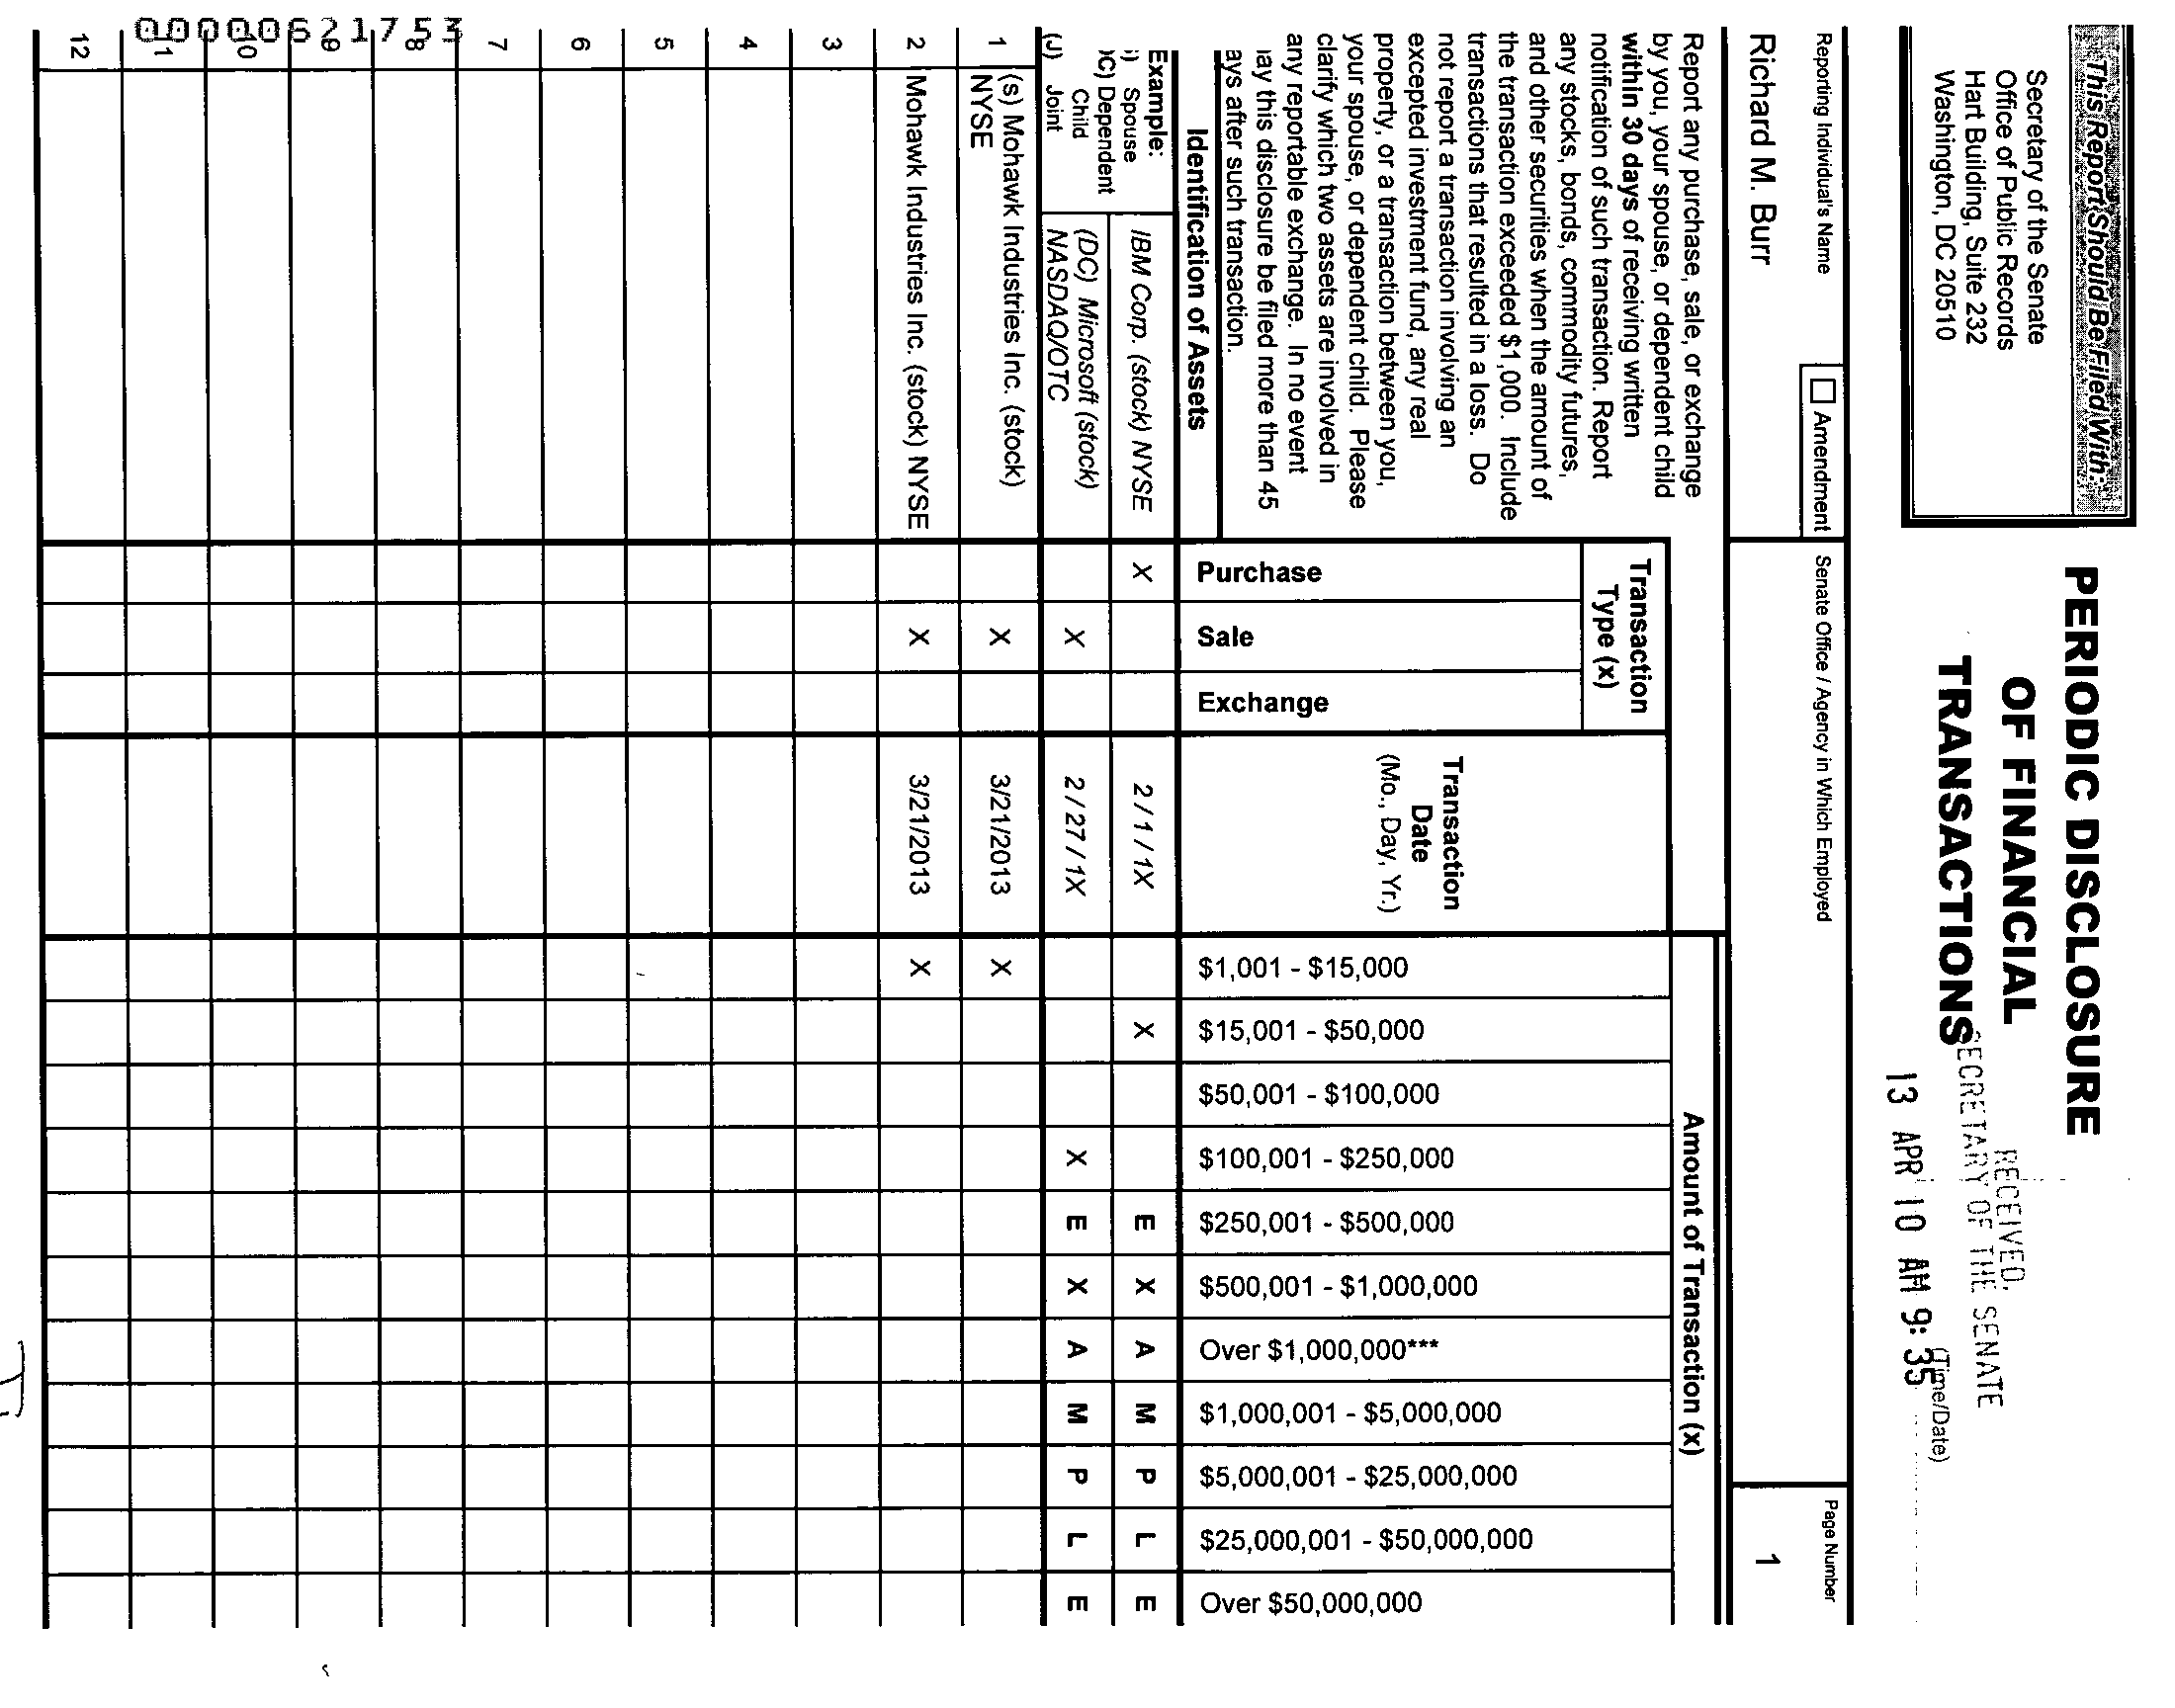 This Report Should Be Filed With:
Secretary of the Senate
Office of Public Records
Hart Building, Suite 232
Washington, DC 20510
PERIODIC DISCLOSURE
OF FINANCIAL
TRANSACTIONS
RECEIVED
SECRETARY OF THE SENATE
(Time/Date)
13 APR 10 AM 9:35
Reporting Individual's Name
Amendment
Senate Office / Agency in Which Employed
Page Number
Richard M. Burr
1
Report any purchase, sale, or exchange
by you, your spouse, or dependent child
within 30 days of receiving written
notification of such transaction. Report
any stocks, bonds, commodity futures,
and other securities when the amount of
the transaction exceeded $1,000. Include
transactions that resulted in a loss. Do
not report a transaction involving an
excepted investment fund, any real
property, or a transaction between you,
your spouse, or dependent child. Please
clarify which two assets are involved in
any reportable exchange. In no event
nay this disclosure be filed more than 45
ays after such transaction.
Identification of Assets
Transaction
Type (x)
Purchase
Sale
Exchange
Transaction
Date
(Mo., Day, Yr.)
Amount of Transaction (x)
$1,001 - $15,000
$15,001 - $50,000
$50,001 - $100,000
$100,001 - $250,000
$250,001 - $500,000
$500,001 - $1,000,000
Over $1,000,000***
$1,000,001 - $5,000,000
$5,000,001 - $25,000,000
$25,000,001 - $50,000,000
Over $50,000,000
Example:
) Spouse
)C) Dependent
Child
(J) Joint
IBM Corp. (stock) NYSE X 2 / 1 / 1X X E X A M P L E
(DC) Microsoft (stock)
NASDAQ/OTC X 2 / 27 / 1X X E X A M P L E
1 (s) Mohawk Industries Inc. (stock)
NYSE X 3/21/2013 X
2 Mohawk Industries Inc. (stock) NYSE X 3/21/2013 X
3
4
5
6
7
8
9
10
11
12
00000621753